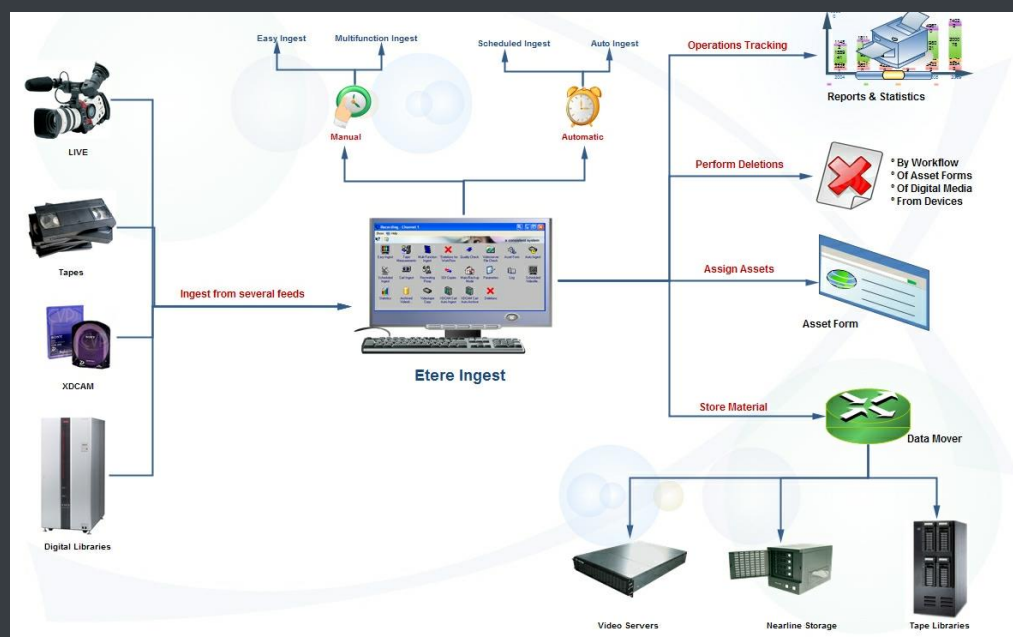 Easy Ingest
Multifunction Ingest
Scheduled Ingest
Auto Ingest
Manual
Automatic
LIVE
Tapes
XDCAM
Digital Libraries
Ingest from several feeds
Etere Ingest
Operations Tracking
Reports & Statistics
Perform Deletions
° By Workflow
° Of Asset Forms
° Of Digital Media
° From Devices
Assign Assets
Asset Form
Store Material
Data Mover
Video Servers
Nearline Storage
Tape Libraries